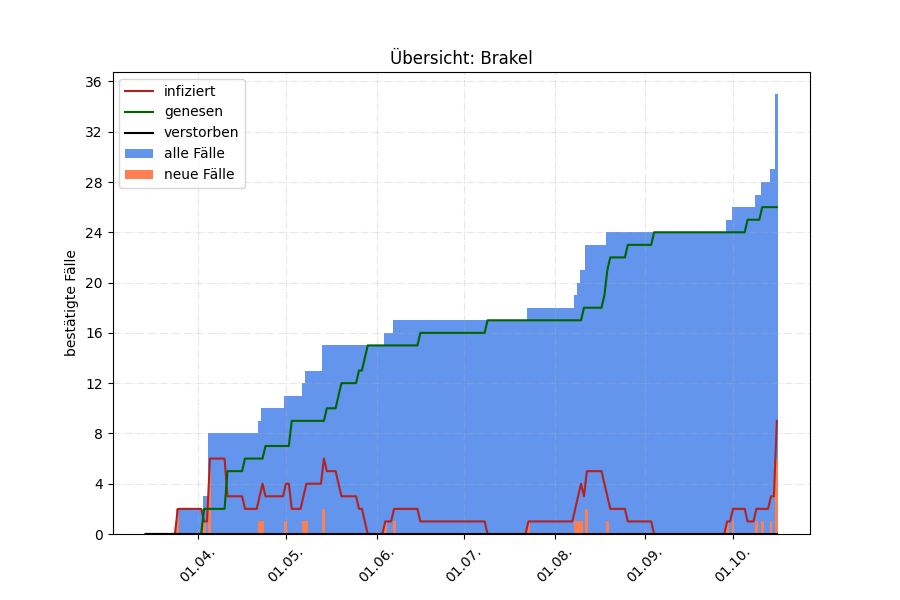 Übersicht: Brakel
bestätigte Fälle
36
32
28
24
20
16
12
8
4
0
infiziert
genesen
verstorben
alle Fälle
neue Fälle
01.04.
01.05.
01.06.
01.07.
01.08.
01.09.
01.10.